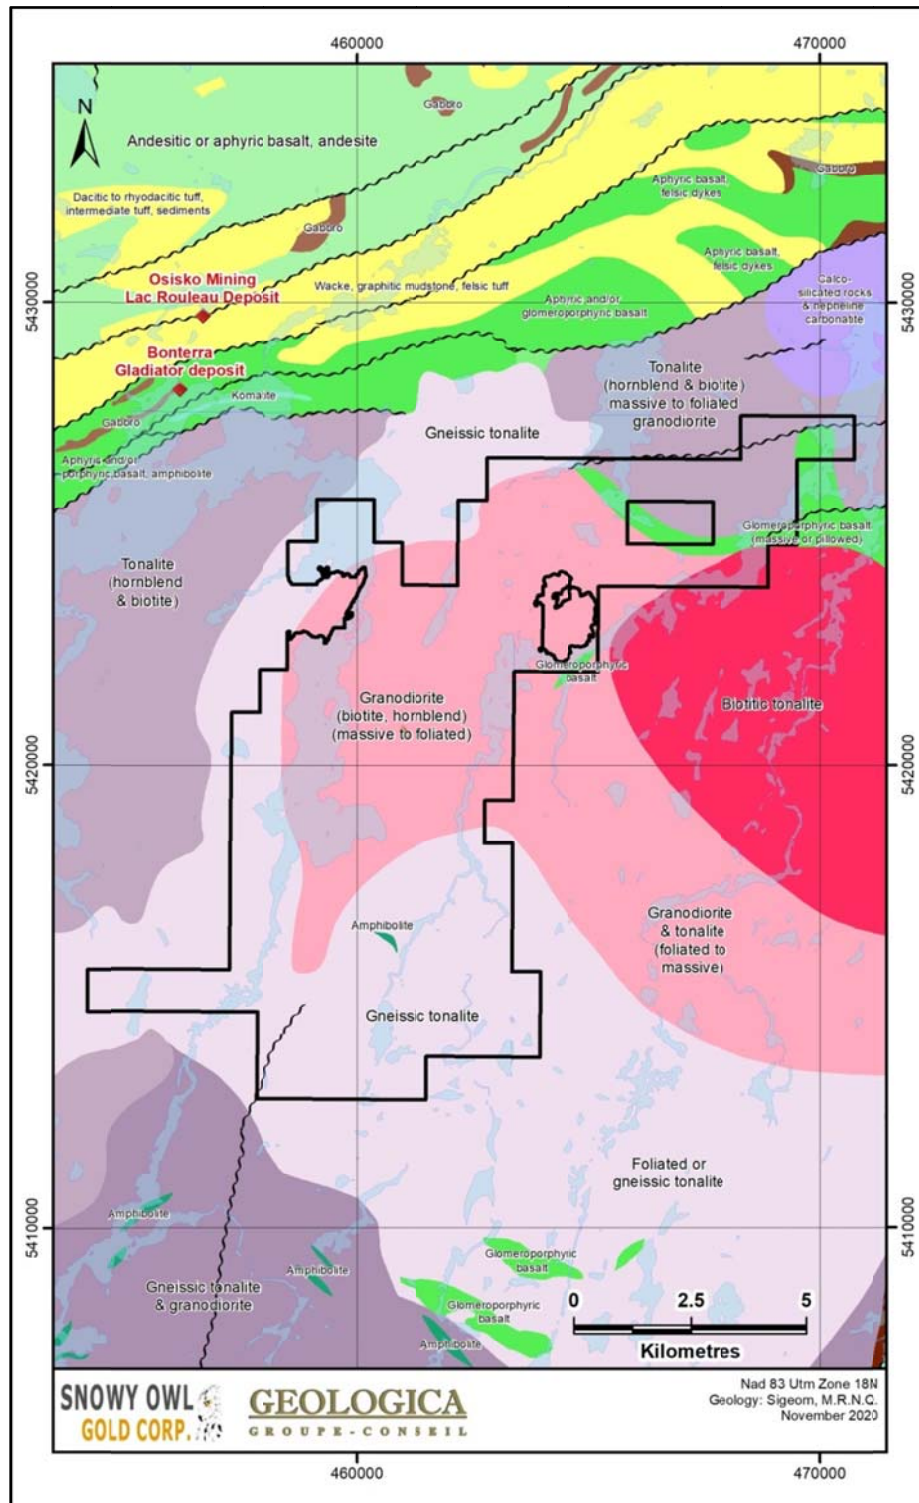 460000
470000
N
Gabbro
Andesitic or aphyric basalt, andesite
Gabbro
Aphyric basalt,
felsic dykes
Dacitic to rhyodacitic tuff,
intermediate tuff, sediments
Gabbro
Aphyric basalt,
felsic dykes
Osisko Mining
Lac Rouleau Deposit
Wacke, graphitic mudstone, felsic tuff
Calco-
silicated rocks
& nepheline
carbonatite
5430000
5430000
Aphyric and/or
glomeroporphyric basalt
Bonterra
Gladiator deposit
Tonalite
(hornblend & biotite)
massive to foliated
granodiorite
Komatite
Gabbro
Gneissic tonalite
Aphyric and/or
porphyric basalt, amphibolite
Glomeroporphyric basalt
(massive or pillowed)
Tonalite
(hornblend
& biotite)
Glomeroporphyric
basalt
Granodiorite
(biotite, hornblend)
(massive to foliated)
Biotitic tonalite
5420000
5420000
Amphibolite
Granodiorite
& tonalite
(foliated to
massive)
Gneissic tonalite
Foliated or
gneissic tonalite
5410000
5410000
Amphibolite
Glomeroporphyric
basalt
Gneissic tonalite
& granodiorite
Amphibolite
Glomeroporphyric
basalt
Amphibolite
0 2.5 5
Kilometres
SNOWY OWL
GOLD CORP.
GEOLOGICA
GROUPE-CONSEIL
Nad 83 Utm Zone 18N
Geology: Sigeom, M.R.N.Q.
November 2020
460000
470000